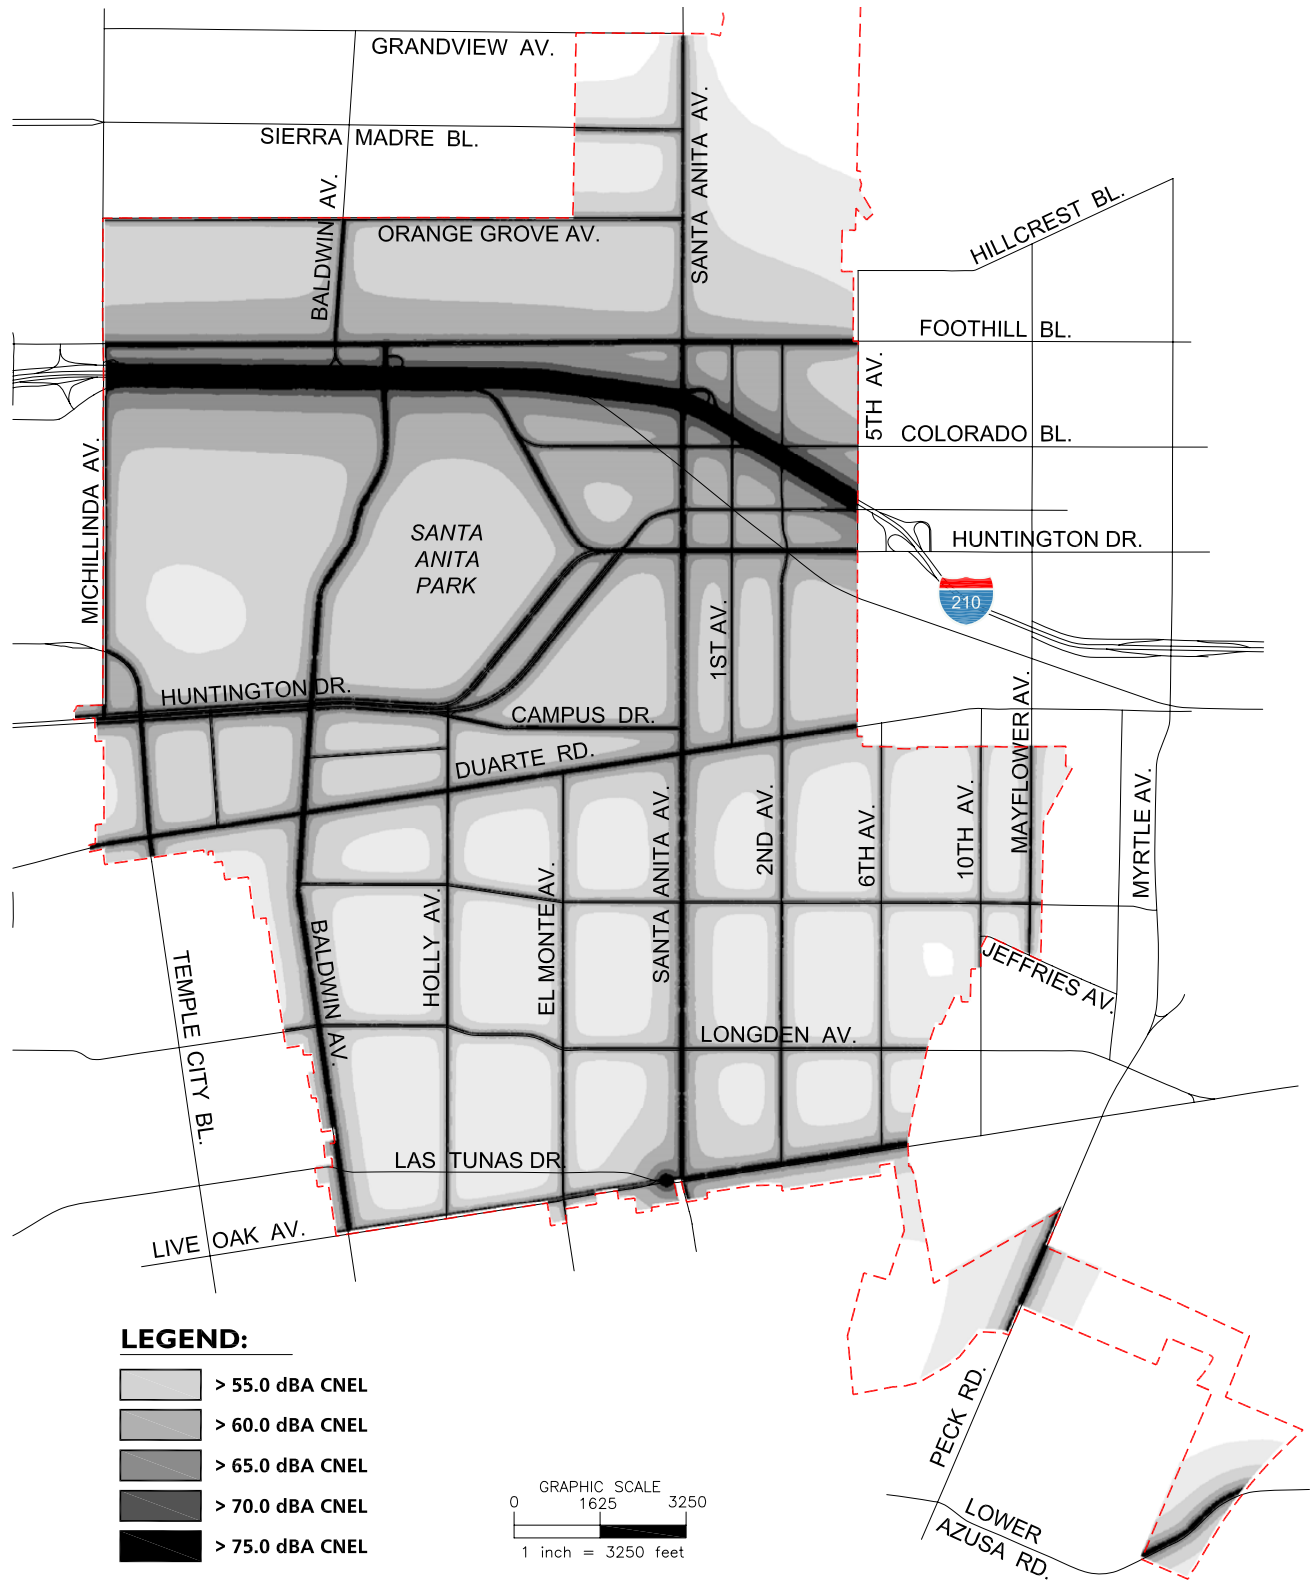 GRANDVIEW AV.
SIERRA MADRE BL.
SANTA ANITA AV.
BALDWIN AV.
ORANGE GROVE AV.
HILLCREST BL.
FOOTHILL BL.
5TH AV.
COLORADO BL.
MICHILLINDA AV.
SANTA
ANITA
PARK
HUNTINGTON DR.
210
1ST AV.
HUNTINGTON DR.
CAMPUS DR.
DUARTE RD.
MAYFLOWER AV.
MYRTLE AV.
SANTA ANITA AV.
2ND AV.
6TH AV.
10TH AV.
HOLLY AV.
EL MONTE AV.
BALDWIN AV.
TEMPLE CITY BL.
JEFFRIES AV.
LONGDEN AV.
LAS TUNAS DR.
LIVE OAK AV.
PECK RD.
LOWER
AZUSA RD.
LEGEND:
> 55.0 dBA CNEL
> 60.0 dBA CNEL
> 65.0 dBA CNEL
> 70.0 dBA CNEL
> 75.0 dBA CNEL
GRAPHIC SCALE
0 1625 3250
1 inch = 3250 feet